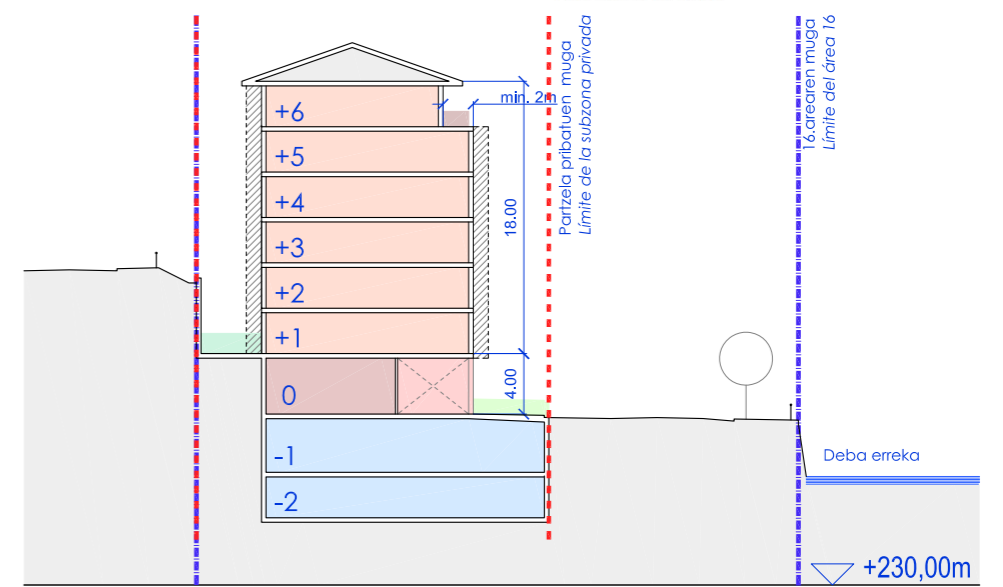 +6
+5
+4
+3
+2
+1
0
-1
-2
min. 2m
18.00
4.00
Partzela pribatuen muga
Límite de la subzona privada
16.arearen muga
Límite del área 16
Deba erreka
+230,00m